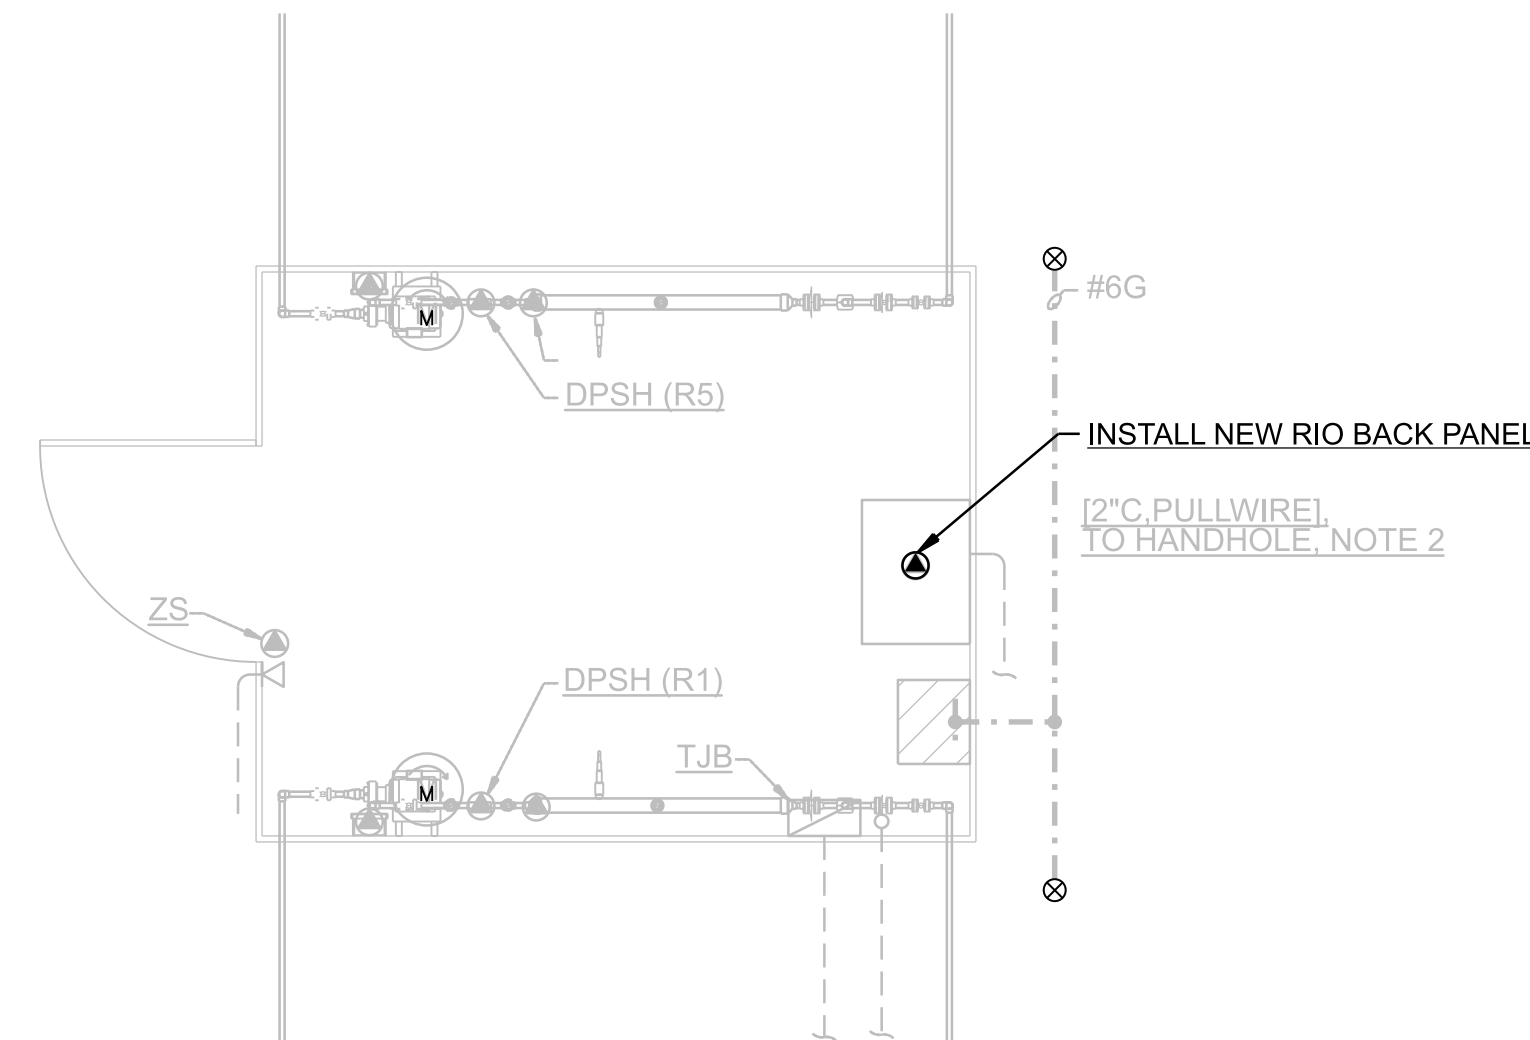 #6G
M
DPSH (R5)
INSTALL NEW RIO BACK PANEL
[2"C,PULLWIRE],
TO HANDHOLE, NOTE 2
ZS
DPSH (R1)
TJB
M